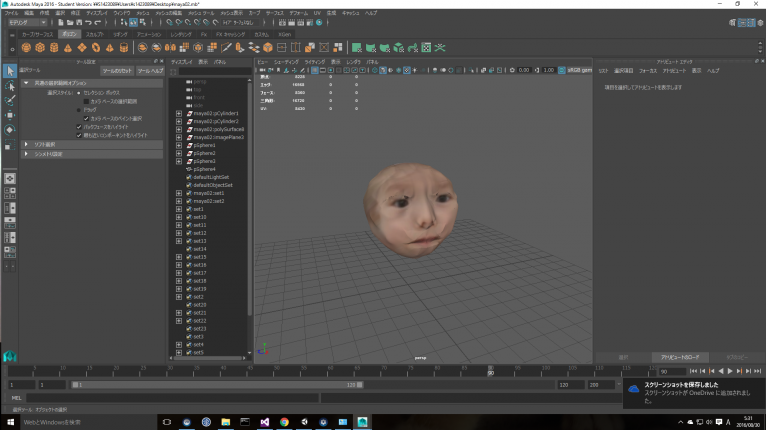 Autodesk Maya 2016 - Student Version
ファイル 編集 作成 選択 修正 ディスプレイ ウィンドウ メッシュ メッシュの編集 メッシュ ツール メッシュ表示 カーブ サーフェス デフォーム UV 生成 キャッシュ ヘルプ
モデリング
カーブ/サーフェス ポリゴン スカルプト リギング アニメーション レンダリング FX FX キャッシング カスタム XGen
ツール設定
選択ツール ツールのリセット ツール ヘルプ
共通の選択範囲オプション
選択スタイル:
カメラ ベースの選択範囲
ドラッグ
カメラ ベースのペイント選択
バックフェースをハイライト
最も近いコンポーネントをハイライト
ソフト選択
シンメトリ設定
ディスプレイ 表示 パネル
persp
top
front
side
maya02:pCylinder1
maya02:pCylinder2
maya02:polySurface8
maya02:imagePlane3
pSphere1
pSphere2
pSphere3
pSphere4
defaultLightSet
defaultObjectSet
maya02:set1
maya02:set2
set1
set10
set11
set12
set13
set14
set15
set16
set17
set18
set19
set2
set20
set21
set22
set23
set3
set4
set5
ビュー シェーディング ライティング 表示 レンダラ パネル
0.00 1.00 sRGB gam
頂点: 0 0
エッジ: 0 0
フェース: 0 0
三角形: 0 0
UV: 0 0
persp
アトリビュート エディタ
リスト 選択項目 フォーカス アトリビュート 表示 ヘルプ
項目を選択してアトリビュートを表示します
選択 アトリビュートのロード
90
90
1 1 1 120 120 200
MEL
選択ツール: オブジェクトの選択
スクリーンショットを保存しました
スクリーンショットが OneDrive に追加されました。
WebとWindowsを検索
A
5:31
2016/08/30